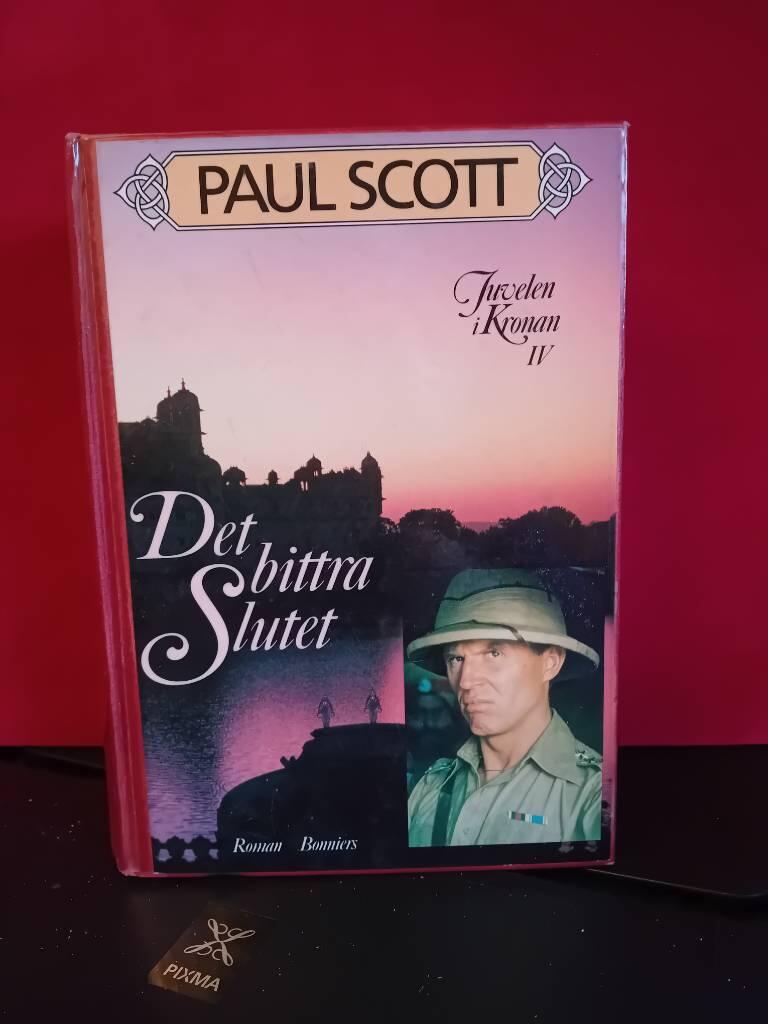 PAUL SCOTT
Juvelen
i Kronan
IV
Det
bittra
Slutet
Roman Bonniers
PIXMA